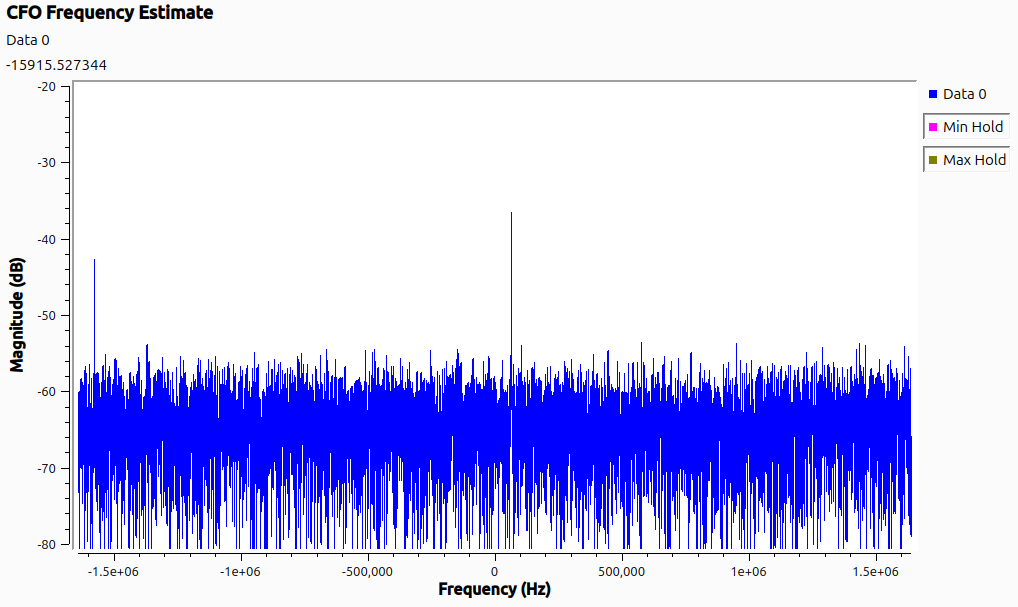 CFO Frequency Estimate
Data 0
-15915.527344
-20
-30
-40
-50
-60
-70
-80
Magnitude (dB)
-1.5e+06 -1e+06 -500,000 0 500,000 1e+06 1.5e+06
Frequency (Hz)
Data 0
Min Hold
Max Hold